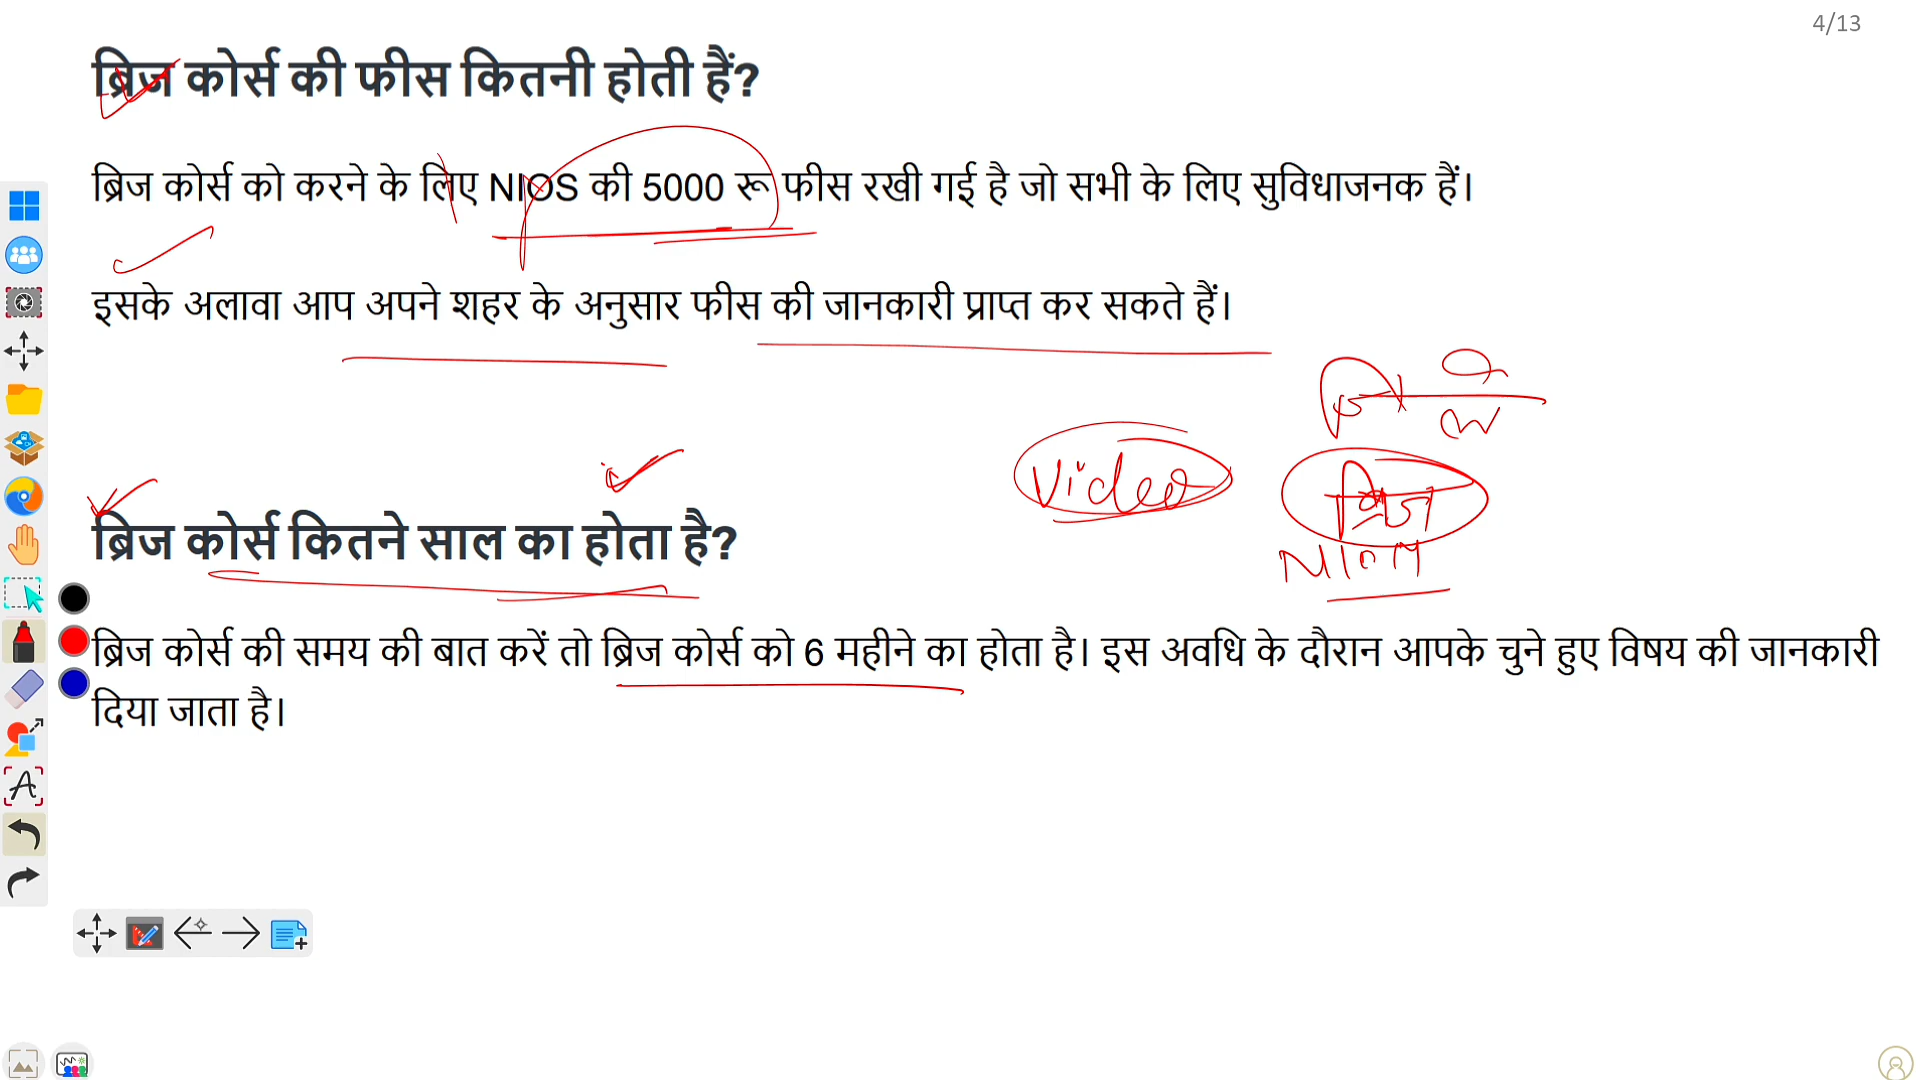 4/13
ब्रिज कोर्स की फीस कितनी होती हैं?
ब्रिज कोर्स को करने के लिए NIOS की 5000 रू फीस रखी गई है जो सभी के लिए सुविधाजनक हैं।
इसके अलावा आप अपने शहर के अनुसार फीस की जानकारी प्राप्त कर सकते हैं।
Video
ब्रिज कोर्स कितने साल का होता है?
ब्रिज कोर्स की समय की बात करें तो ब्रिज कोर्स को 6 महीने का होता है। इस अवधि के दौरान आपके चुने हुए विषय की जानकारी
दिया जाता है।